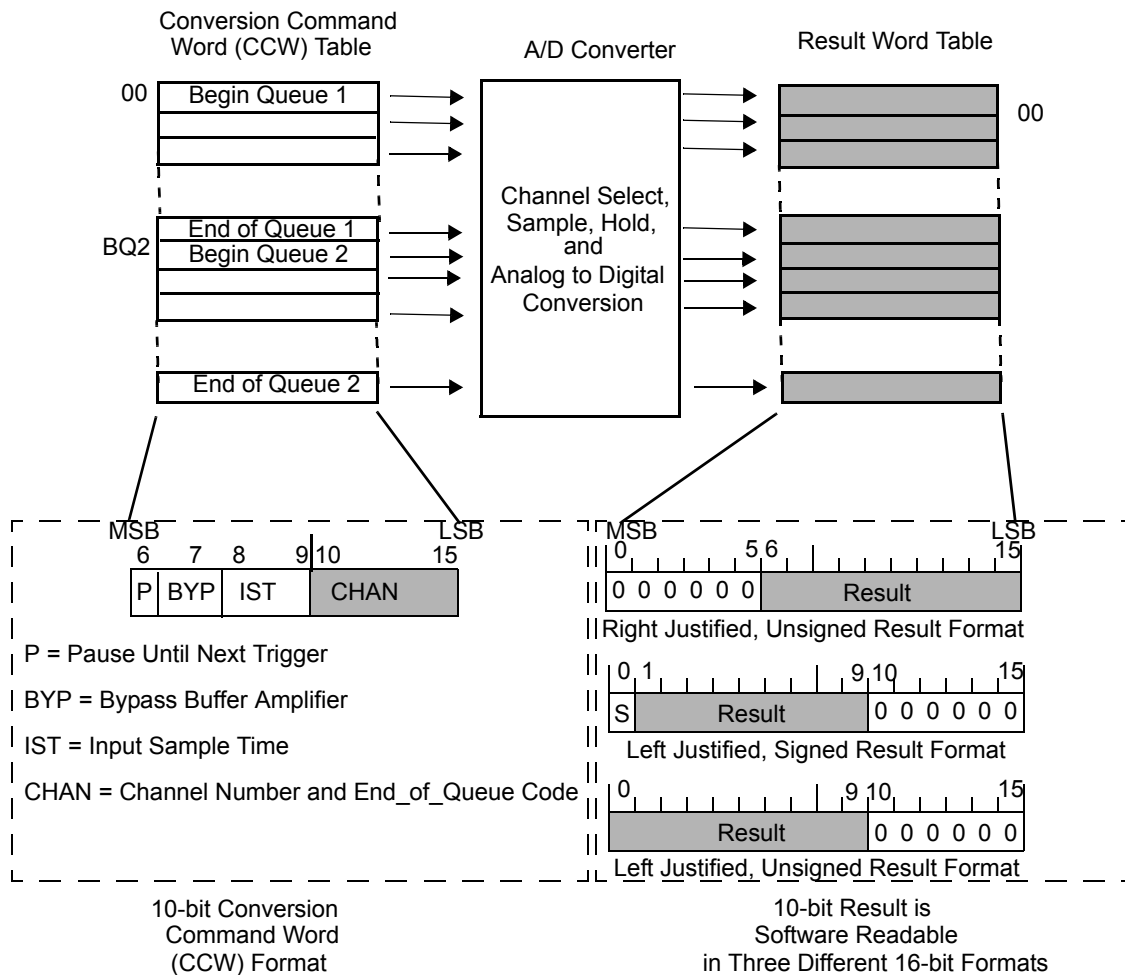 Conversion Command
Word (CCW) Table
A/D Converter
Result Word Table
00
Begin Queue 1
00
End of Queue 1
BQ2
Begin Queue 2
Channel Select,
Sample, Hold,
and
Analog to Digital
Conversion
End of Queue 2
MSB
LSB
6 7 8 9 10 15
P BYP IST CHAN
P = Pause Until Next Trigger
BYP = Bypass Buffer Amplifier
IST = Input Sample Time
CHAN = Channel Number and End_of_Queue Code
10-bit Conversion
Command Word
(CCW) Format
MSB
LSB
0 5 6 15
0 0 0 0 0 0 Result
Right Justified, Unsigned Result Format
0 1 9 10 15
S Result 0 0 0 0 0 0
Left Justified, Signed Result Format
0 9 10 15
Result 0 0 0 0 0 0
Left Justified, Unsigned Result Format
10-bit Result is
Software Readable
in Three Different 16-bit Formats